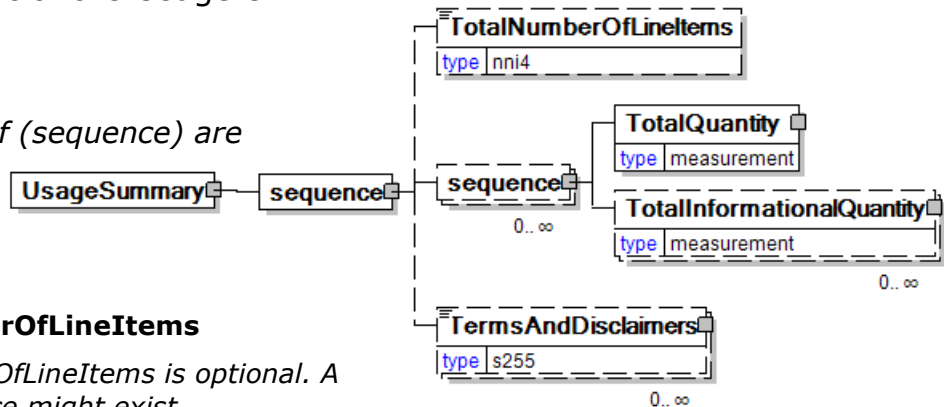 TotalNumberOfLineItems
type nni4
f (sequence) are
TotalQuantity
type measurement
UsageSummary
sequence
sequence
0.. ∞
TotalInformationalQuantity
type measurement
0.. ∞
rOfLineItems
TermsAndDisclaimers
type s255
0.. ∞
OfLineItems is optional. A